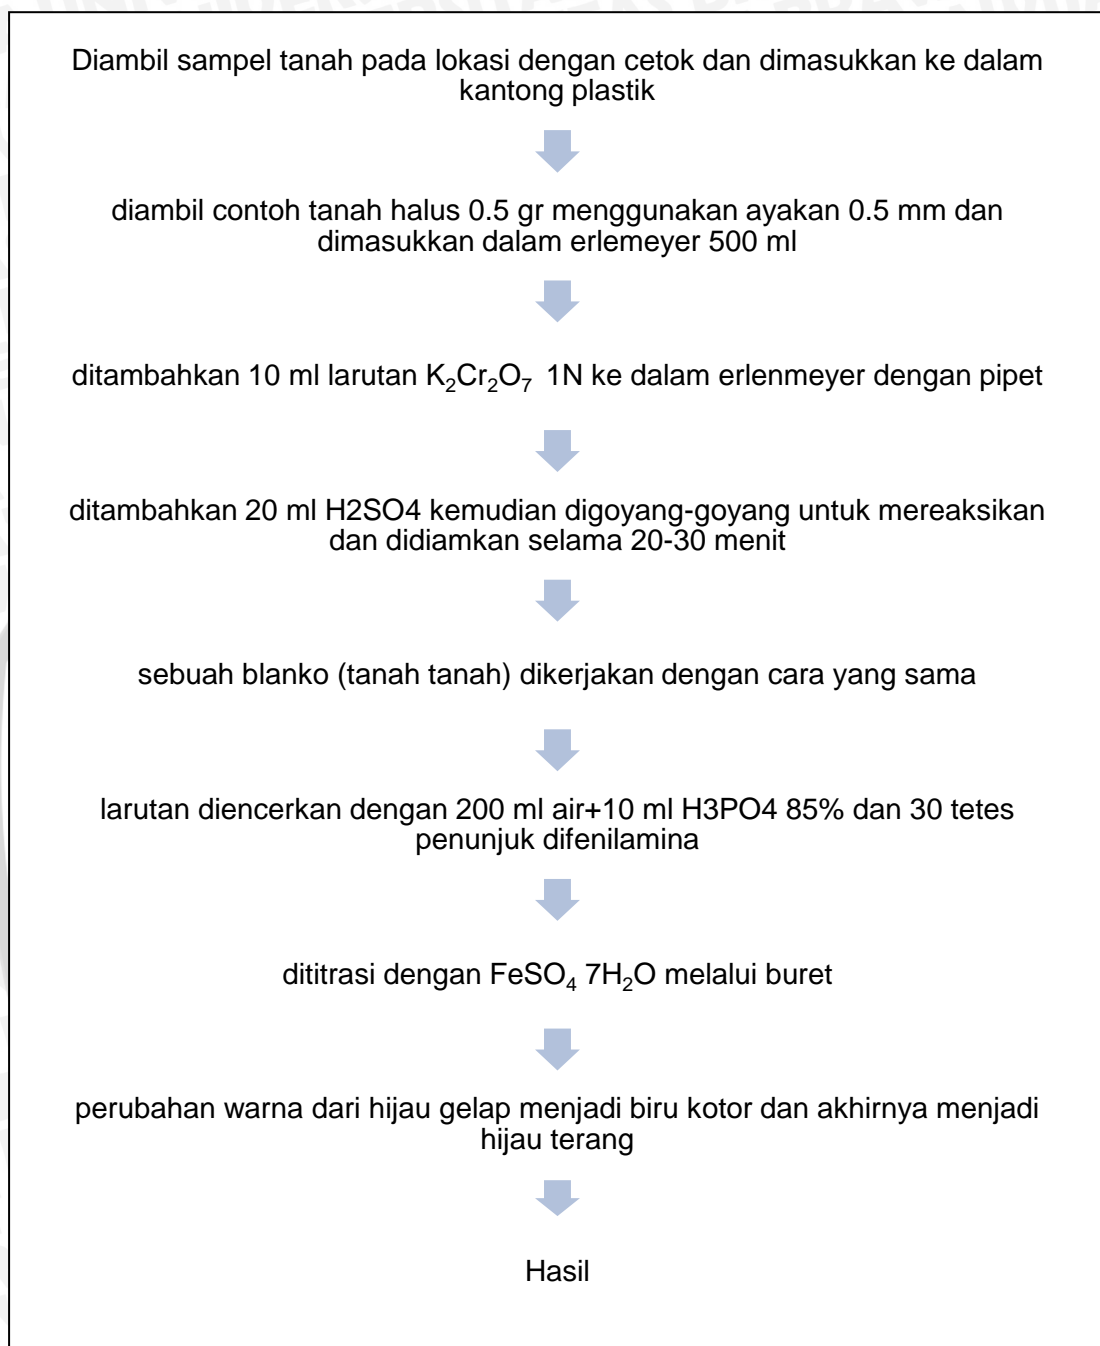 Diambil sampel tanah pada lokasi dengan cetok dan dimasukkan ke dalam
kantong plastik
diambil contoh tanah halus 0.5 gr menggunakan ayakan 0.5 mm dan
dimasukkan dalam erlemeyer 500 ml
ditambahkan 10 ml larutan K₂Cr₂O₇ 1N ke dalam erlenmeyer dengan pipet
ditambahkan 20 ml H2SO4 kemudian digoyang-goyang untuk mereaksikan
dan didiamkan selama 20-30 menit
sebuah blanko (tanah tanah) dikerjakan dengan cara yang sama
larutan diencerkan dengan 200 ml air+10 ml H3PO4 85% dan 30 tetes
penunjuk difenilamina
dititrasi dengan FeSO₄ 7H₂O melalui buret
perubahan warna dari hijau gelap menjadi biru kotor dan akhirnya menjadi
hijau terang
Hasil